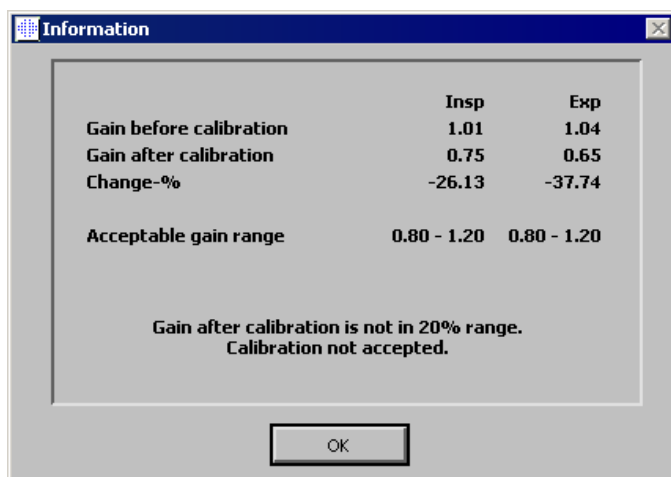 Information
Insp Exp
Gain before calibration 1.01 1.04
Gain after calibration 0.75 0.65
Change-% -26.13 -37.74
Acceptable gain range 0.80 - 1.20 0.80 - 1.20
Gain after calibration is not in 20% range.
Calibration not accepted.
OK